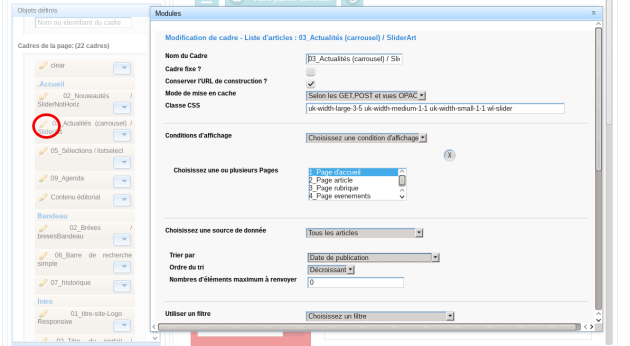 Objets définis
Nom ou identifiant du cadre
Cadres de la page: (22 cadres)
clear
.Accueil
02_Nouveautés /
SliderNotHoriz
Actualités (carrousel) /
05_Sélections / listselect
09_Agenda
Contenu éditorial
Bandeau
02_Brèves /
brevesBandeau
06_Barre de recherche
simple
07_historique
Intro
01_titre-site-Logo
Responsive
02_Titre du portail /
Modules
x
Modification de cadre - Liste d'articles : 03_Actualités (carrousel) / SliderArt
Nom du Cadre
03_Actualités (carrousel) / Sli
Cadre fixe ?
Conserver l'URL de construction ?
Mode de mise en cache
Selon les GET,POST et vues OPAC
Classe CSS
uk-width-large-3-5 uk-width-medium-1-1 uk-width-small-1-1 wl-slider
Conditions d'affichage
Choisissez une condition d'affichage
X
Choisissez une ou plusieurs Pages
1_Page d'accueil
2_Page article
3_Page rubrique
4_Page evenements
Choisissez une source de donnée
Tous les articles
Trier par
Date de publication
Ordre du tri
Décroissant
Nombres d'éléments maximum à renvoyer
0
Utiliser un filtre
Choisissez un filtre